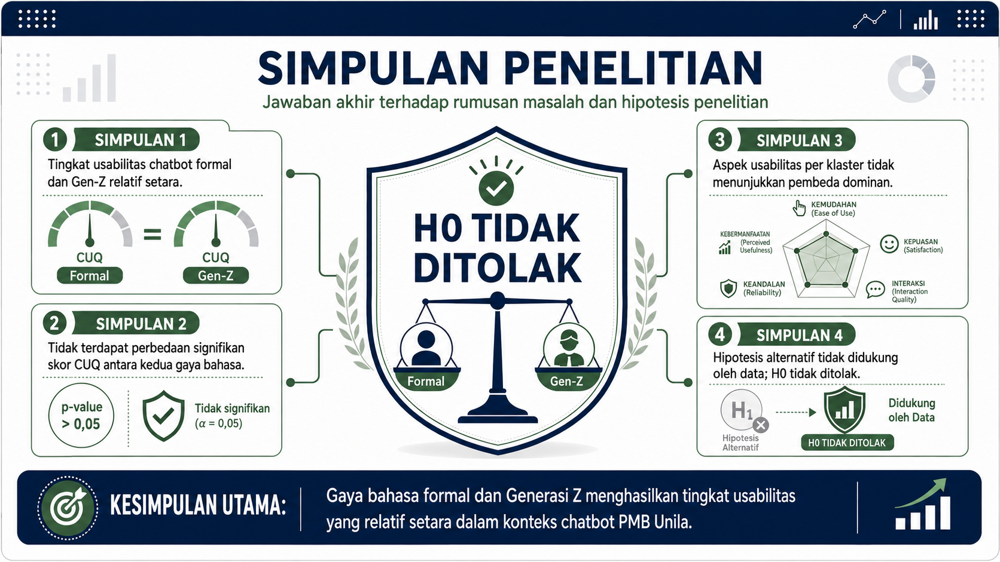 SIMPULAN PENELITIAN
Jawaban akhir terhadap rumusan masalah dan hipotesis penelitian
1 SIMPULAN 1
Tingkat usabilitas chatbot formal
dan Gen-Z relatif setara.
CUQ
Formal
=
CUQ
Gen-Z
2 SIMPULAN 2
Tidak terdapat perbedaan signifikan
skor CUQ antara kedua gaya bahasa.
p-value
> 0,05
Tidak signifikan
(α = 0,05)
H0 TIDAK
DITOLAK
Formal
Gen-Z
3 SIMPULAN 3
Aspek usabilitas per klaster tidak
menunjukkan pembeda dominan.
KEMUDAHAN
(Ease of Use)
KEBERMANFAATAN
(Perceived
Usefulness)
KEPUASAN
(Satisfaction)
KEANDALAN
(Reliability)
INTERAKSI
(Interaction
Quality)
4 SIMPULAN 4
Hipotesis alternatif tidak didukung
oleh data; H0 tidak ditolak.
H1
Hipotesis
Alternatif
H0 TIDAK DITOLAK
Didukung
oleh Data
KESIMPULAN UTAMA:
Gaya bahasa formal dan Generasi Z menghasilkan tingkat usabilitas
yang relatif setara dalam konteks chatbot PMB Unila.